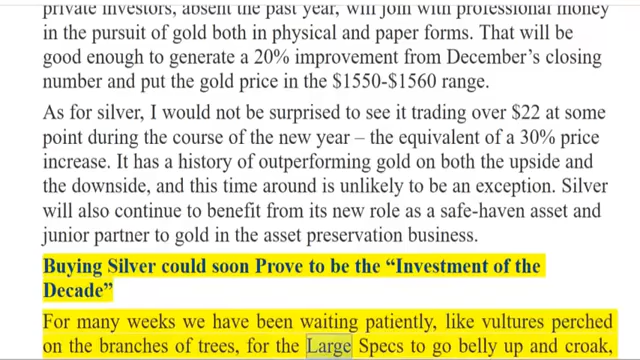 private investors, absent the past year, will join with professional money
in the pursuit of gold both in physical and paper forms. That will be
good enough to generate a 20% improvement from December’s closing
number and put the gold price in the $1550-$1560 range.
As for silver, I would not be surprised to see it trading over $22 at some
point during the course of the new year – the equivalent of a 30% price
increase. It has a history of outperforming gold on both the upside and
the downside, and this time around is unlikely to be an exception. Silver
will also continue to benefit from its new role as a safe-haven asset and
junior partner to gold in the asset preservation business.
Buying Silver could soon Prove to be the “Investment of the
Decade”
For many weeks we have been waiting patiently, like vultures perched
on the branches of trees, for the Large Specs to go belly up and croak,